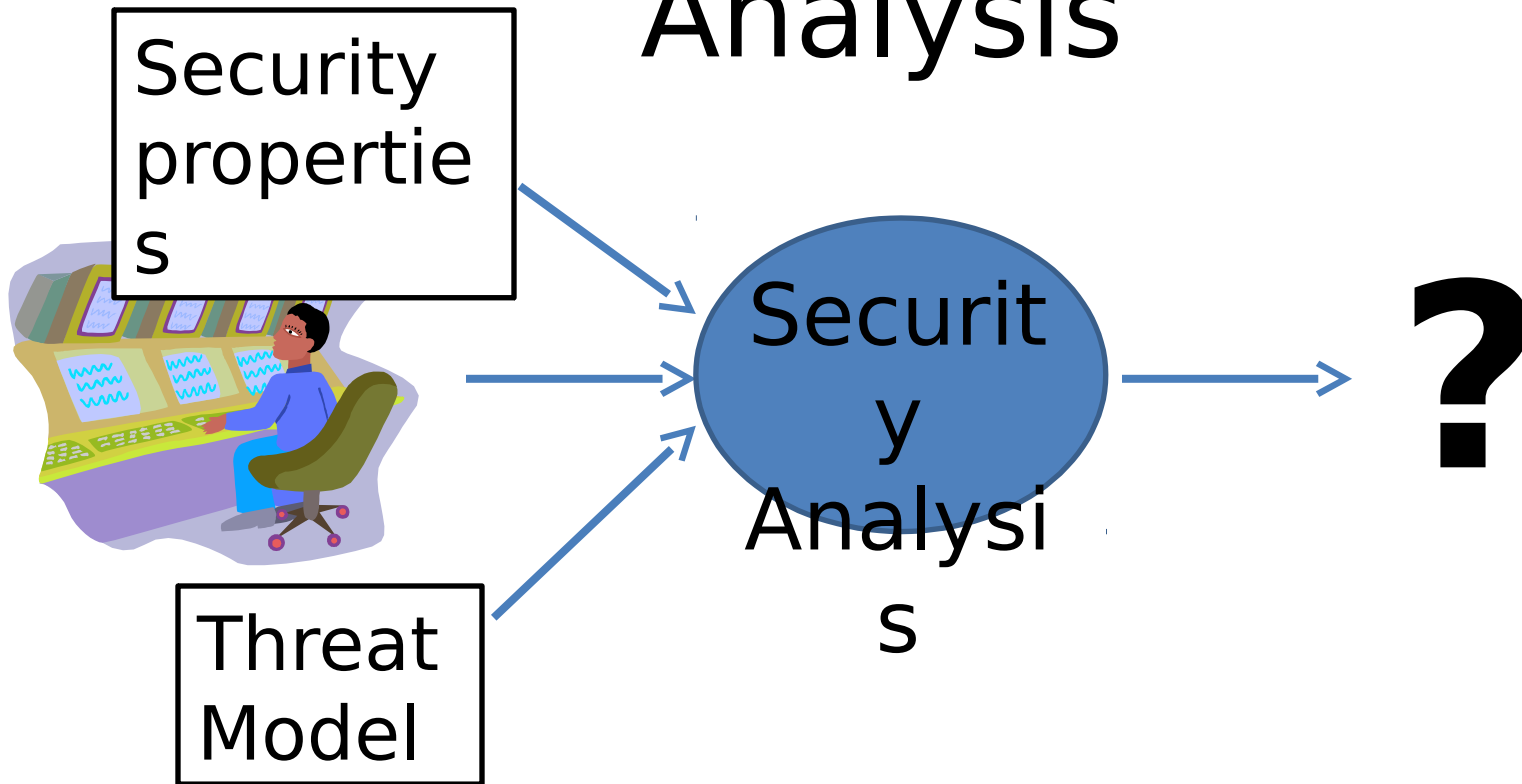 Analysis
Security
propertie
s
Securit
y
Analysi
s
?
Threat
Model